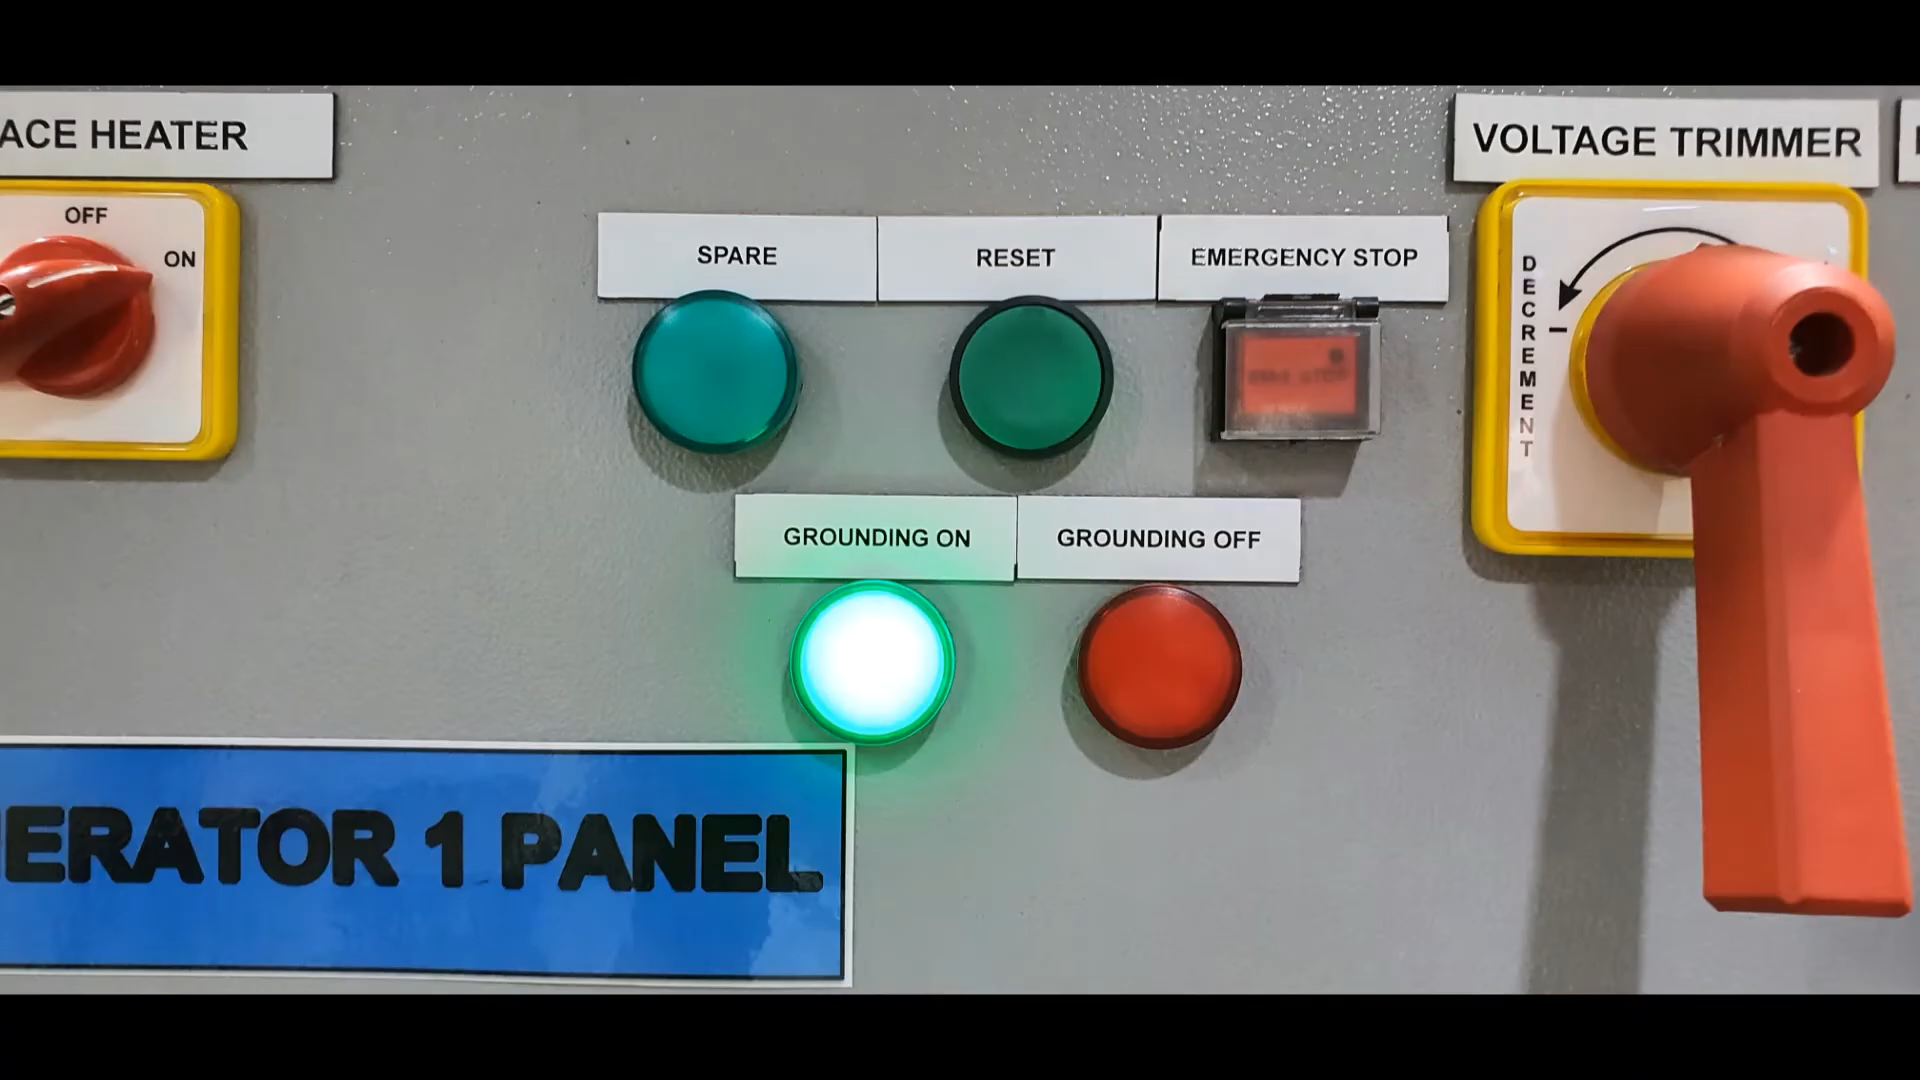 ACE HEATER
VOLTAGE TRIMMER
OFF
ON
SPARE
RESET
EMERGENCY STOP
DECREMENT
GROUNDING ON
GROUNDING OFF
ERATOR 1 PANEL